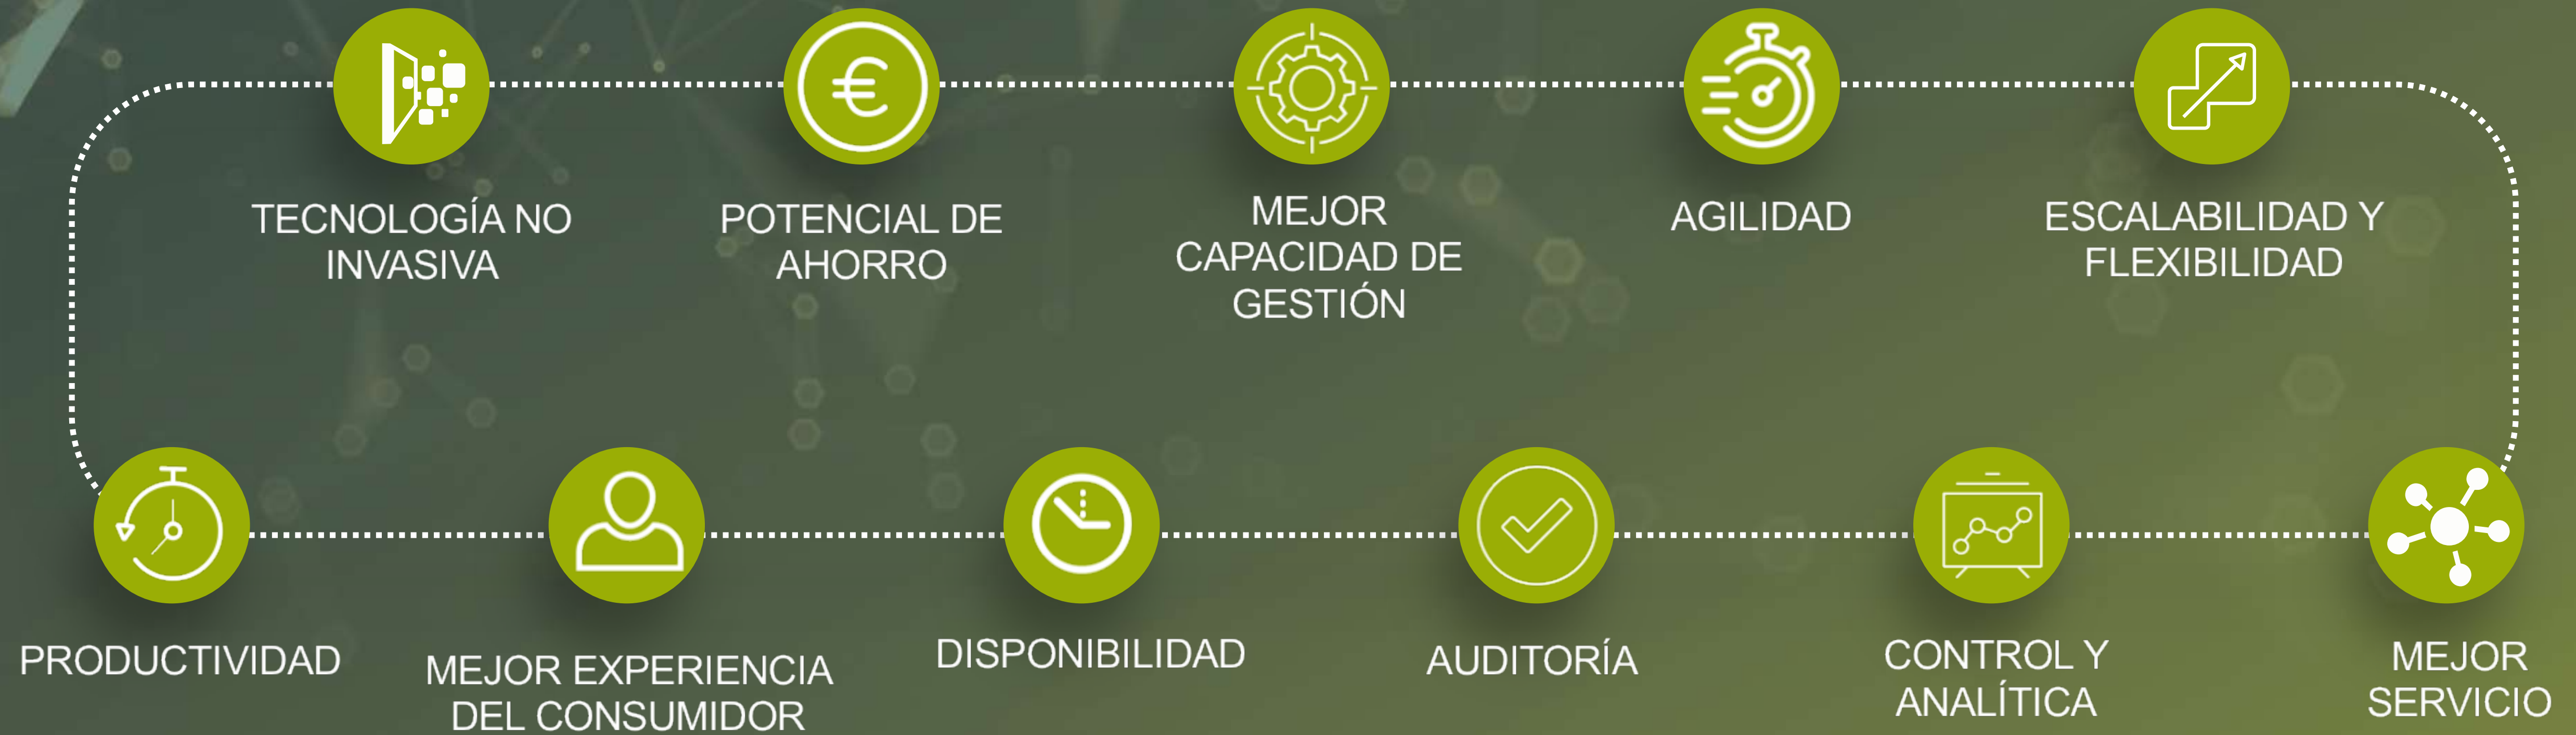 TECNOLOGÍA NO
INVASIVA
POTENCIAL DE
AHORRO
MEJOR
CAPACIDAD DE
GESTIÓN
AGILIDAD
ESCALABILIDAD Y
FLEXIBILIDAD
PRODUCTIVIDAD
MEJOR EXPERIENCIA
DEL CONSUMIDOR
DISPONIBILIDAD
AUDITORÍA
CONTROL Y
ANALÍTICA
MEJOR
SERVICIO